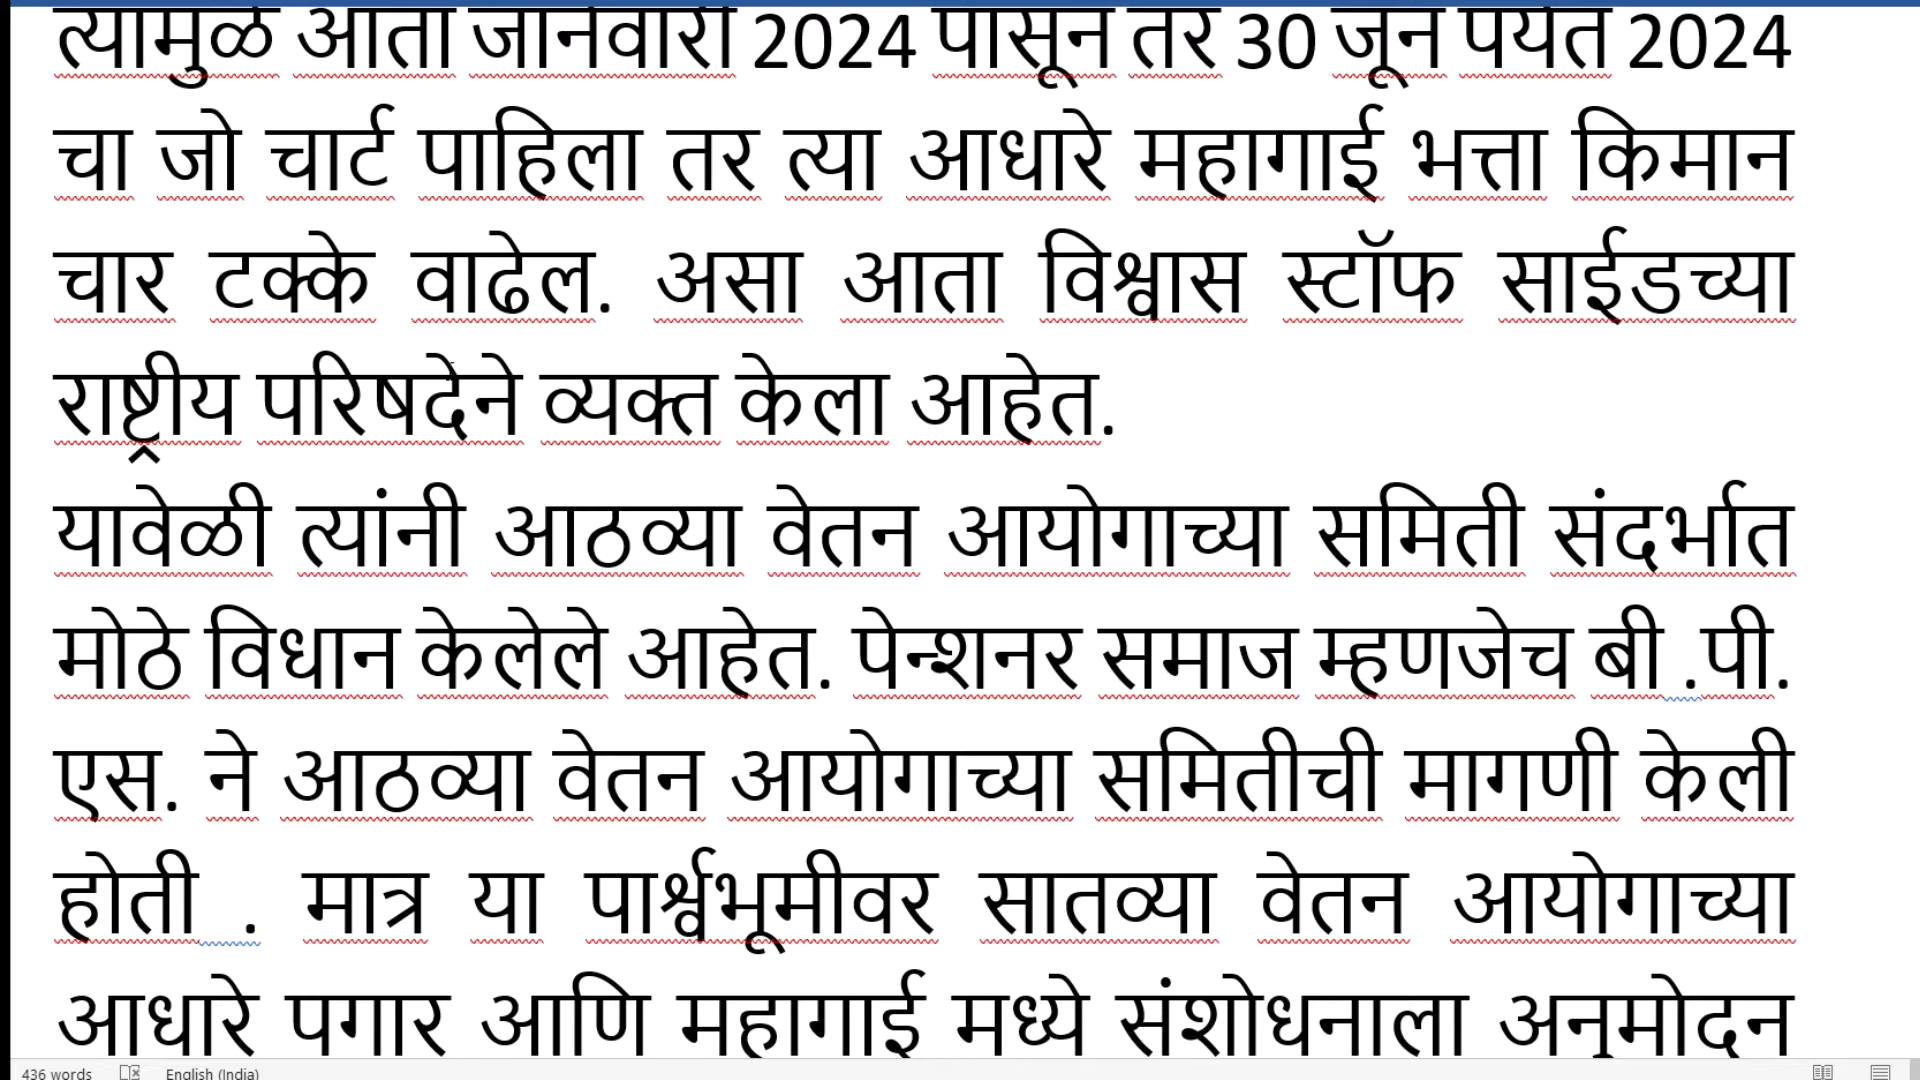 त्यामुळे आता जानेवारी 2024 पासून तर 30 जून पर्यंत 2024
चा जो चार्ट पाहिला तर त्या आधारे महागाई भत्ता किमान
चार टक्के वाढेल. असा आता विश्वास स्टॉफ साईडच्या
राष्ट्रीय परिषदेने व्यक्त केला आहेत.
यावेळी त्यांनी आठव्या वेतन आयोगाच्या समिती संदर्भात
मोठे विधान केलेले आहेत. पेन्शनर समाज म्हणजेच बी .पी.
एस. ने आठव्या वेतन आयोगाच्या समितीची मागणी केली
होती . मात्र या पार्श्वभूमीवर सातव्या वेतन आयोगाच्या
आधारे पगार आणि महागाई मध्ये संशोधनाला अनुमोदन
436 words English (India)